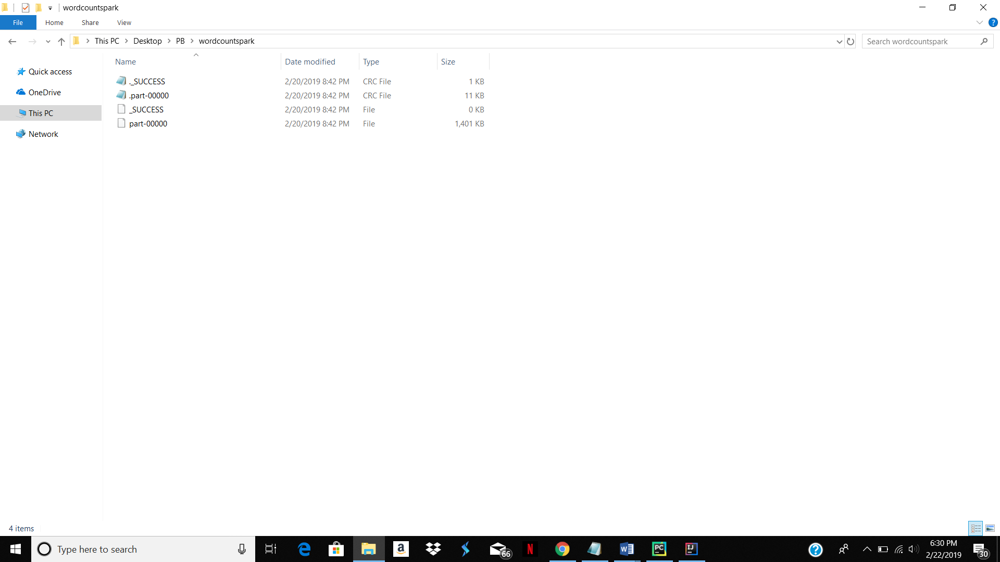 wordcountspark
File Home Share View ?
This PC Desktop PB wordcountspark Search wordcountspark
Name Date modified Type Size
Quick access
OneDrive
This PC
Network
._SUCCESS 2/20/2019 8:42 PM CRC File 1 KB
.part-00000 2/20/2019 8:42 PM CRC File 11 KB
_SUCCESS 2/20/2019 8:42 PM File 0 KB
part-00000 2/20/2019 8:42 PM File 1,401 KB
4 items
Type here to search
e a 66 N W PC IJ ?
6:30 PM
2/22/2019
30